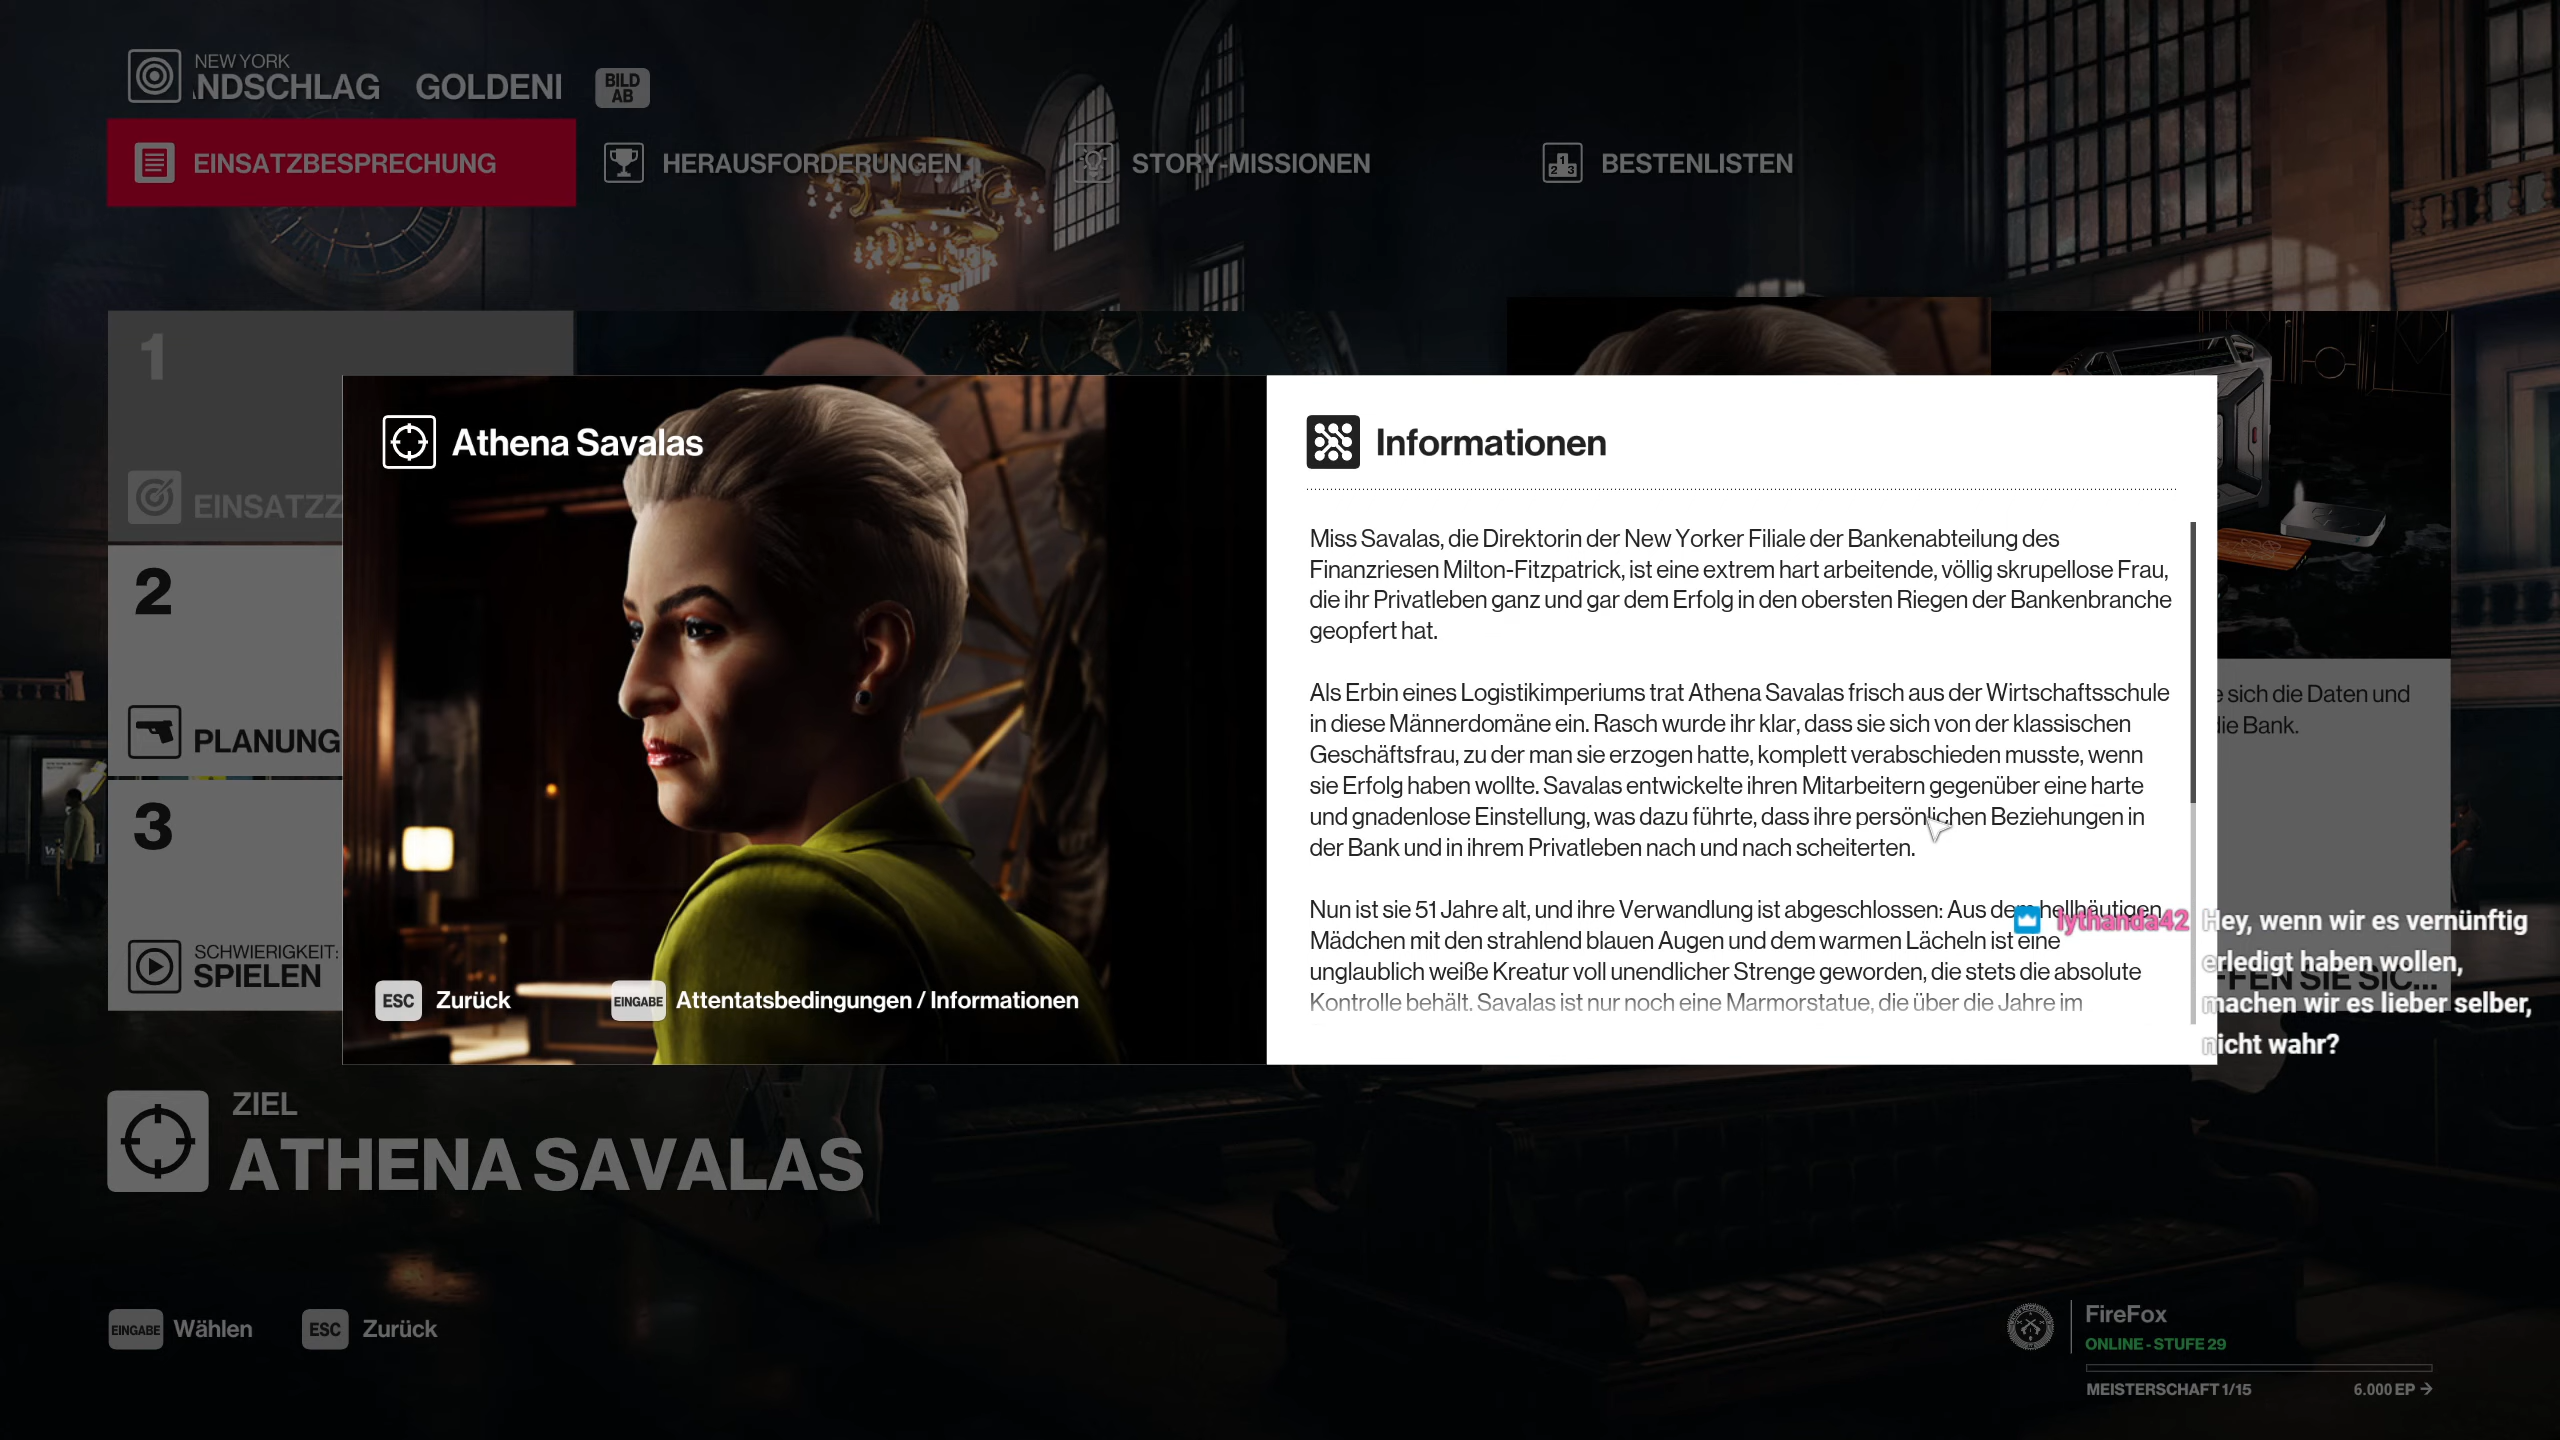 NEW YORK
NDSCHLAG GOLDENI
BILD
AB
EINSATZBESPRECHUNG
HERAUSFORDERUNGEN
STORY-MISSIONEN
BESTENLISTEN
1
EINSATZZ
2
PLANUNG
3
SCHWIERIGKEIT:
SPIELEN
Athena Savalas
ESC Zurück
EINGABE Attentatsbedingungen / Informationen
Informationen
Miss Savalas, die Direktorin der New Yorker Filiale der Bankenabteilung des
Finanzriesen Milton-Fitzpatrick, ist eine extrem hart arbeitende, völlig skrupellose Frau,
die ihr Privatleben ganz und gar dem Erfolg in den obersten Riegen der Bankenbranche
geopfert hat.
Als Erbin eines Logistikimperiums trat Athena Savalas frisch aus der Wirtschaftsschule
in diese Männerdomäne ein. Rasch wurde ihr klar, dass sie sich von der klassischen
Geschäftsfrau, zu der man sie erzogen hatte, komplett verabschieden musste, wenn
sie Erfolg haben wollte. Savalas entwickelte ihren Mitarbeitern gegenüber eine harte
und gnadenlose Einstellung, was dazu führte, dass ihre persönlichen Beziehungen in
der Bank und in ihrem Privatleben nach und nach scheiterten.
Nun ist sie 51 Jahre alt, und ihre Verwandlung ist abgeschlossen: Aus dem hellhäutigen
Mädchen mit den strahlend blauen Augen und dem warmen Lächeln ist eine
unglaublich weiße Kreatur voll unendlicher Strenge geworden, die stets die absolute
Kontrolle behält. Savalas ist nur noch eine Marmorstatue, die über die Jahre im
e sich die Daten und
die Bank.
FFEN SIE SIC...
lythanda42 Hey, wenn wir es vernünftig
erledigt haben wollen,
machen wir es lieber selber,
nicht wahr?
ZIEL
ATHENA SAVALAS
EINGABE Wählen
ESC Zurück
FireFox
ONLINE - STUFE 29
MEISTERSCHAFT 1/15
6.000 EP →